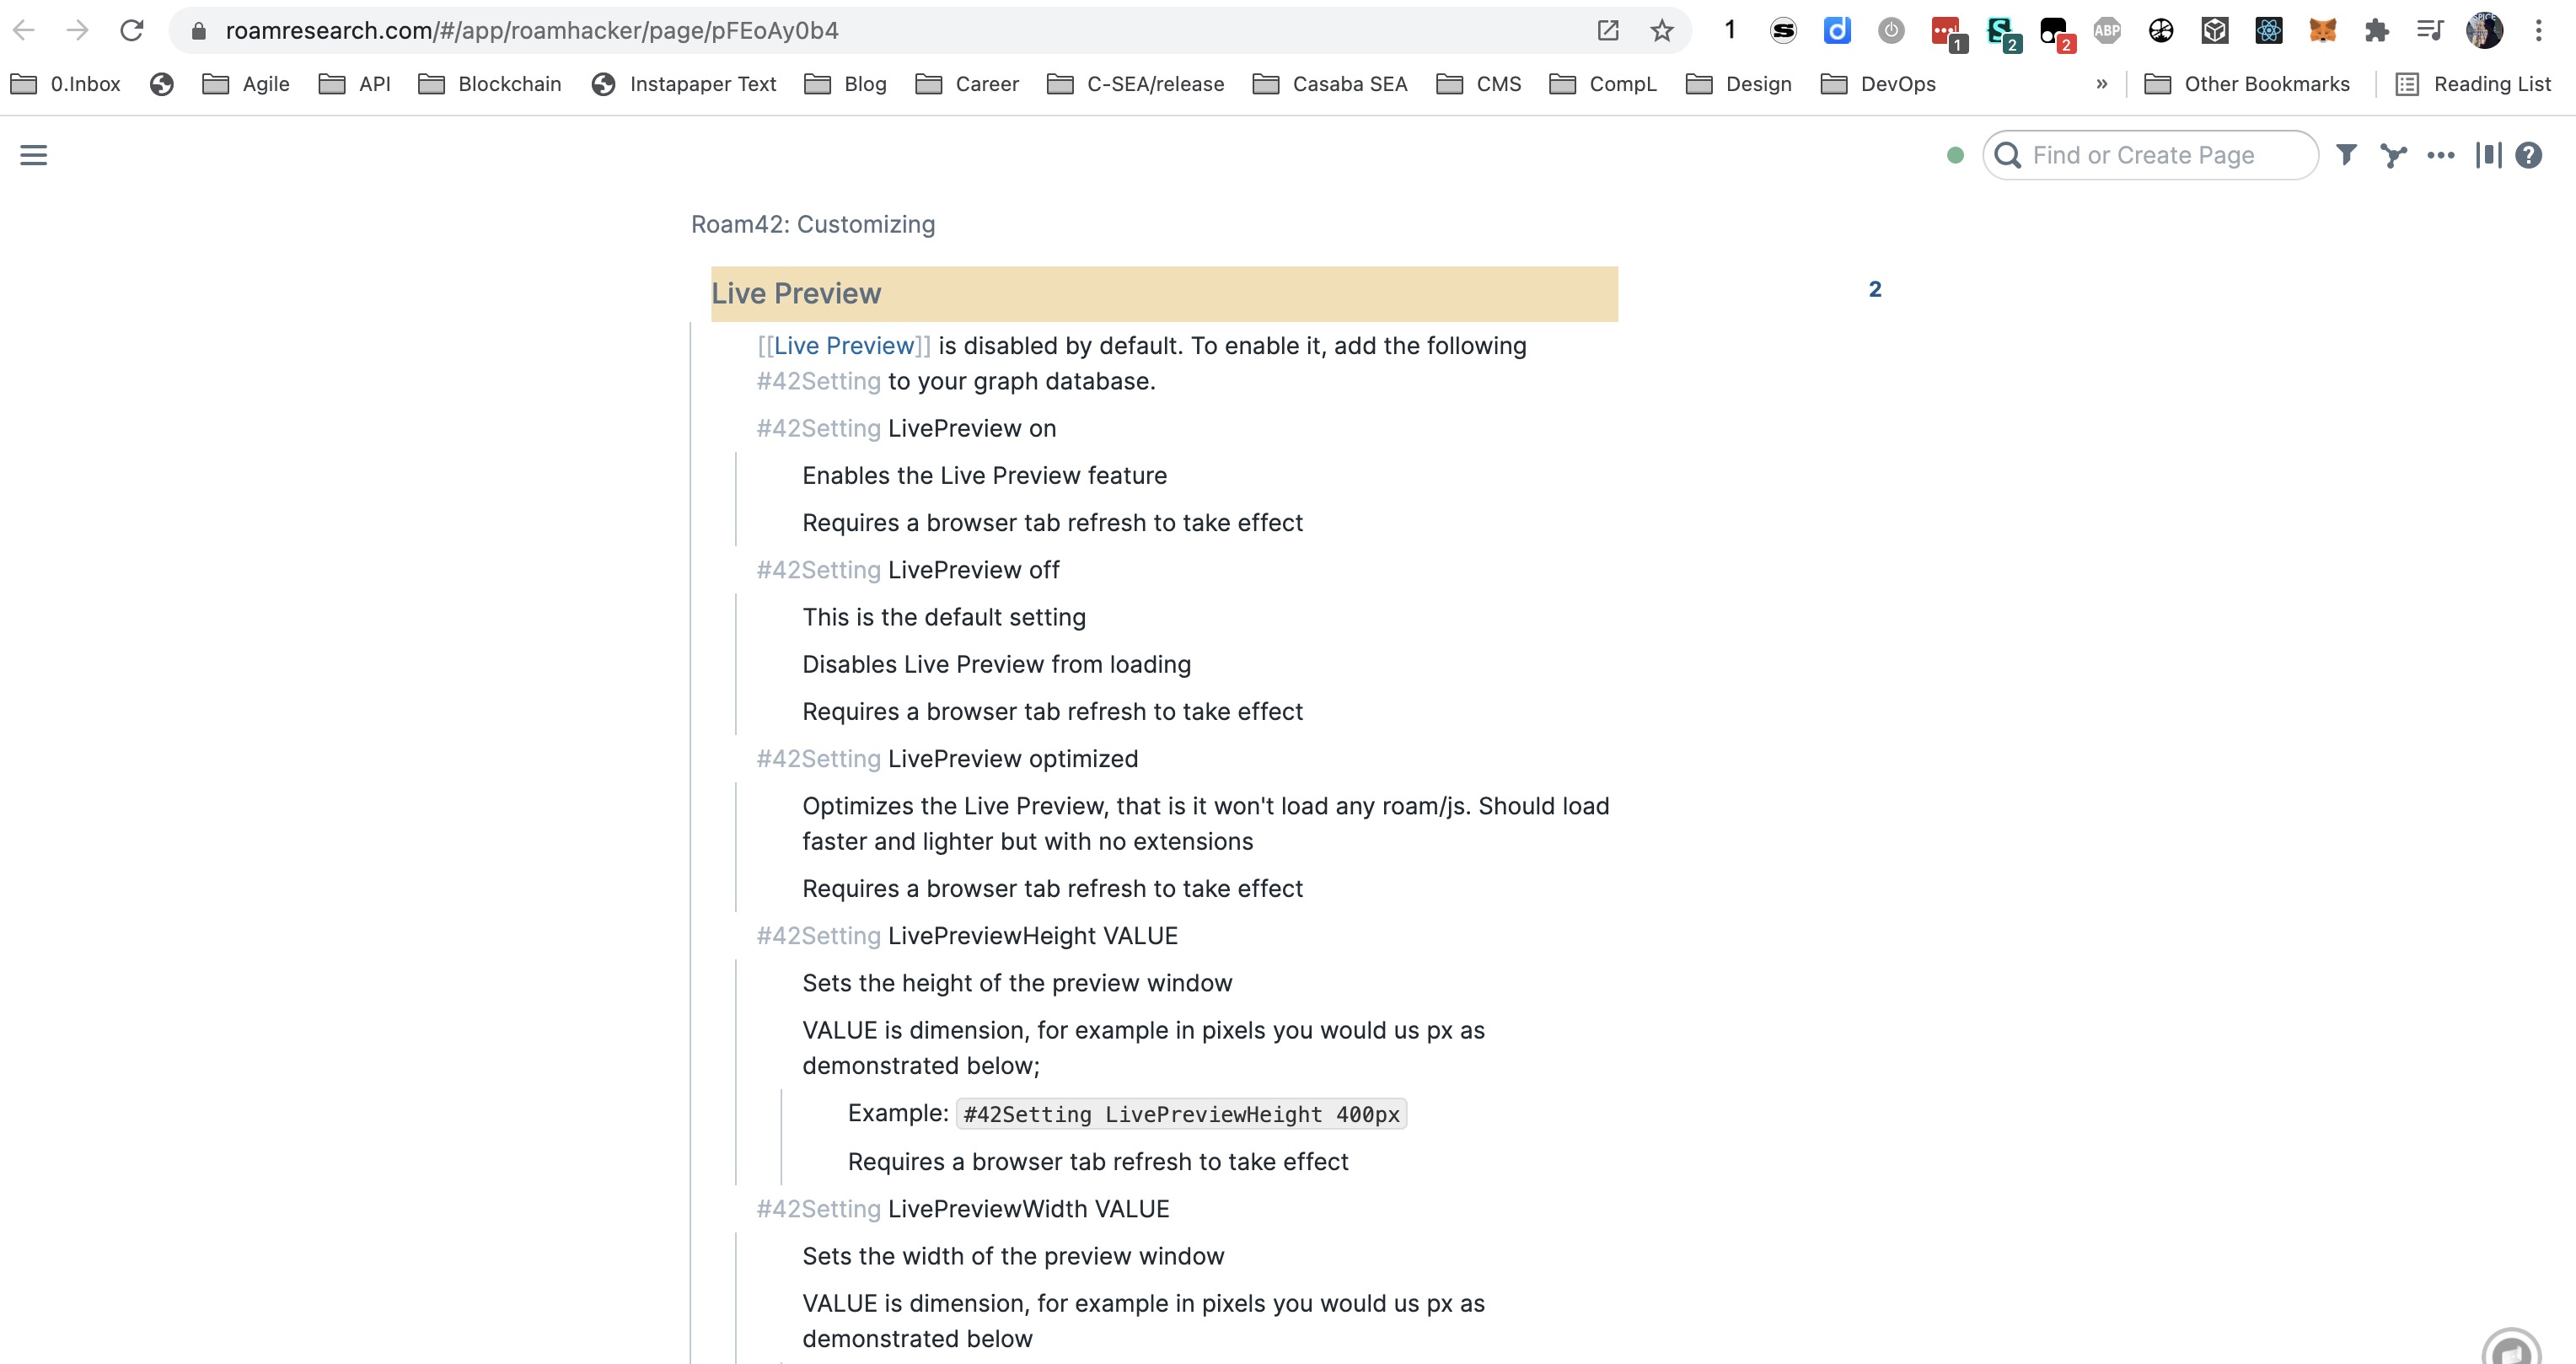 roamresearch.com/#/app/roamhacker/page/pFEoAy0b4
1
1
2
2
ABP
0.Inbox
Agile
API
Blockchain
Instapaper Text
Blog
Career
C-SEA/release
Casaba SEA
CMS
CompL
Design
DevOps
»
Other Bookmarks
Reading List
Find or Create Page
Roam42: Customizing
Live Preview
2
[[Live Preview]] is disabled by default. To enable it, add the following
#42Setting to your graph database.
#42Setting LivePreview on
Enables the Live Preview feature
Requires a browser tab refresh to take effect
#42Setting LivePreview off
This is the default setting
Disables Live Preview from loading
Requires a browser tab refresh to take effect
#42Setting LivePreview optimized
Optimizes the Live Preview, that is it won't load any roam/js. Should load
faster and lighter but with no extensions
Requires a browser tab refresh to take effect
#42Setting LivePreviewHeight VALUE
Sets the height of the preview window
VALUE is dimension, for example in pixels you would us px as
demonstrated below;
Example: #42Setting LivePreviewHeight 400px
Requires a browser tab refresh to take effect
#42Setting LivePreviewWidth VALUE
Sets the width of the preview window
VALUE is dimension, for example in pixels you would us px as
demonstrated below